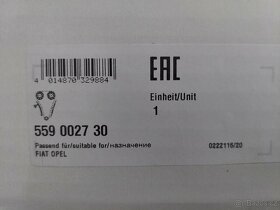 EAC
4 014870 329884
Einheit/Unit
1
559 0027 30
Passend für/suitable for/назначение
0222116/20
FIAT OPEL